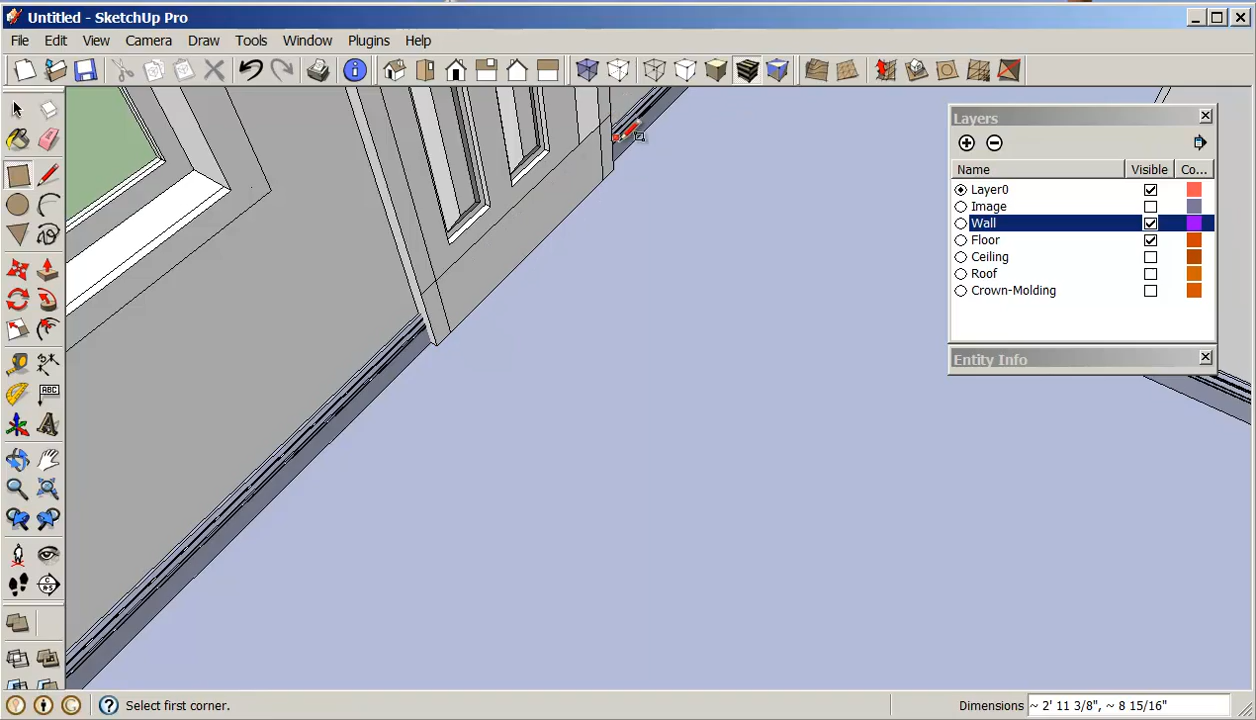 Untitled - SketchUp Pro
File Edit View Camera Draw Tools Window Plugins Help
Layers
Name Visible Co...
Layer0
Image
Wall
Floor
Ceiling
Roof
Crown-Molding
Entity Info
ABC
Select first corner.
Dimensions ~ 2' 11 3/8", ~ 8 15/16"